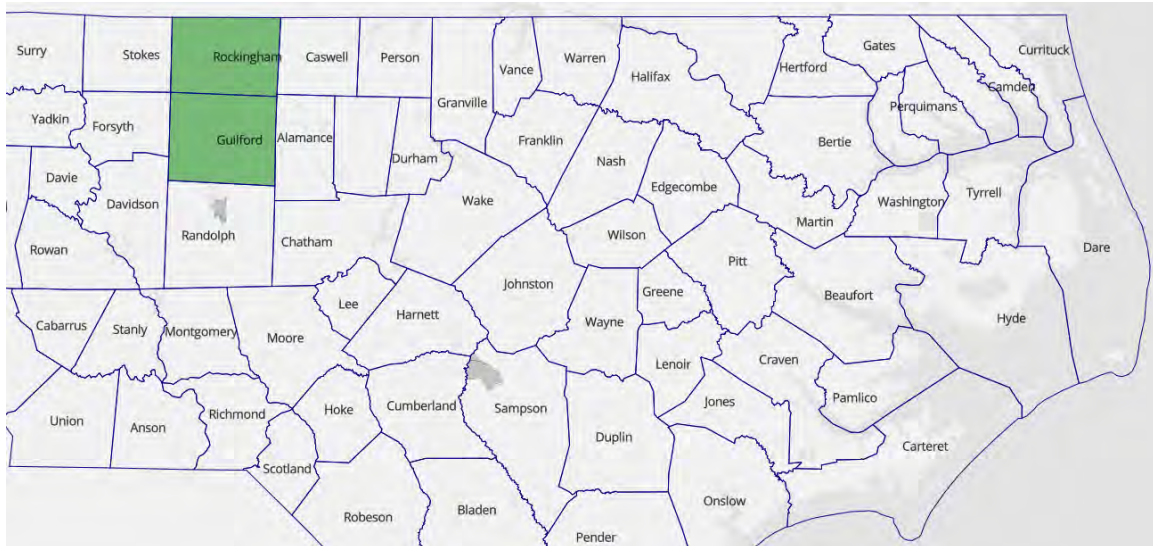 Surry
Stokes
Rockingham
Caswell
Person
Vance
Warren
Halifax
Hertford
Gates
Currituck
Camden
Perquimans
Yadkin
Forsyth
Guilford
Alamance
Durham
Granville
Franklin
Nash
Edgecombe
Bertie
Davie
Davidson
Randolph
Chatham
Wake
Wilson
Martin
Washington
Tyrrell
Dare
Rowan
Johnston
Greene
Pitt
Beaufort
Hyde
Cabarrus
Stanly
Montgomery
Moore
Lee
Harnett
Wayne
Lenoir
Craven
Pamlico
Union
Anson
Richmond
Hoke
Cumberland
Sampson
Duplin
Jones
Carteret
Scotland
Robeson
Bladen
Pender
Onslow